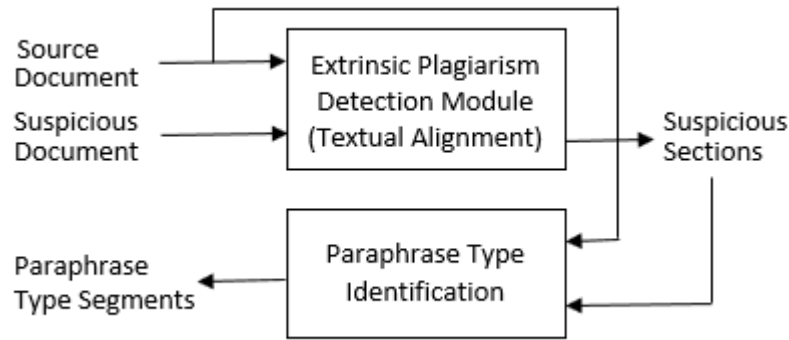 Source
Document
Suspicious
Document
Extrinsic Plagiarism
Detection Module
(Textual Alignment)
Suspicious
Sections
Paraphrase Type
Identification
Paraphrase
Type Segments